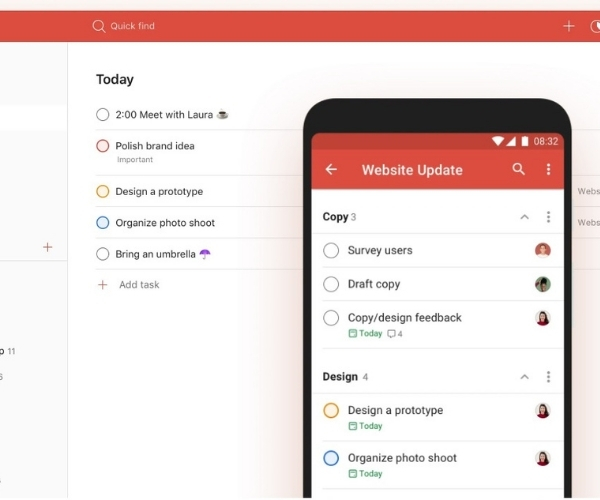 Quick find
Today
2:00 Meet with Laura ☕
Polish brand idea
Important
Design a prototype
Organize photo shoot
Bring an umbrella ☂
Add task
Webs
Webs
p 11
08:32
Website Update
Copy 3
Survey users
Draft copy
Copy/design feedback
Today 4
Design 4
Design a prototype
Today
Organize photo shoot
Today